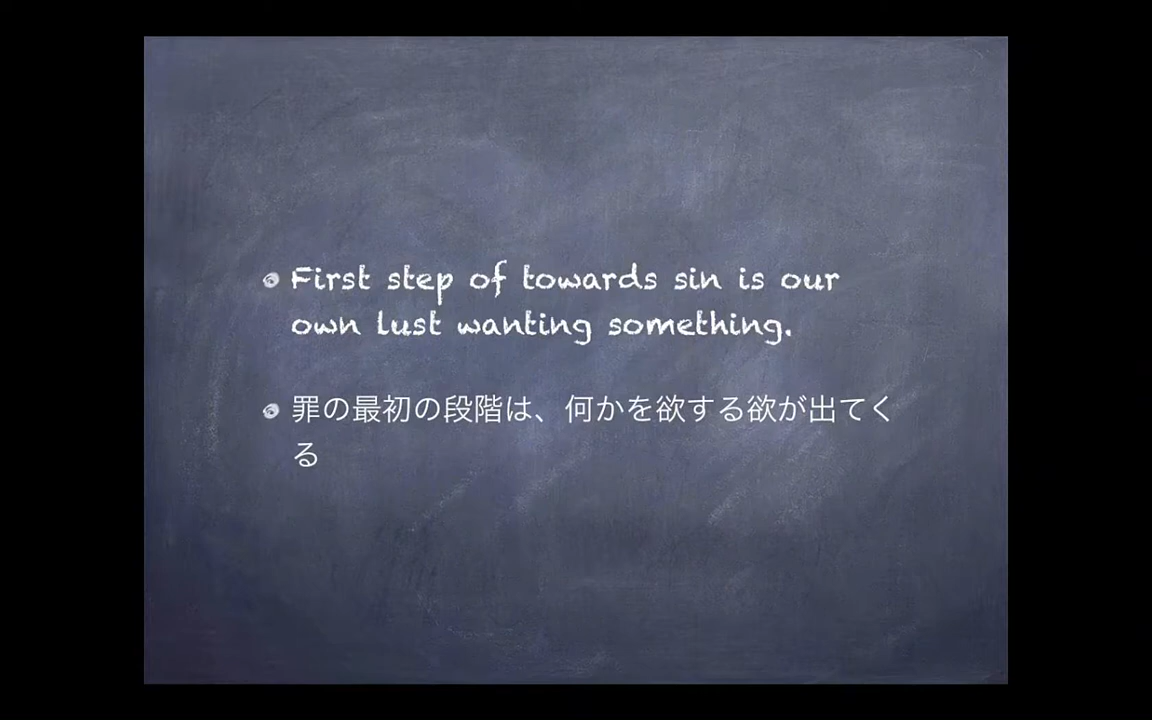 First step of towards sin is our
own lust wanting something.
罪の最初の段階は、何かを欲する欲が出てく
る